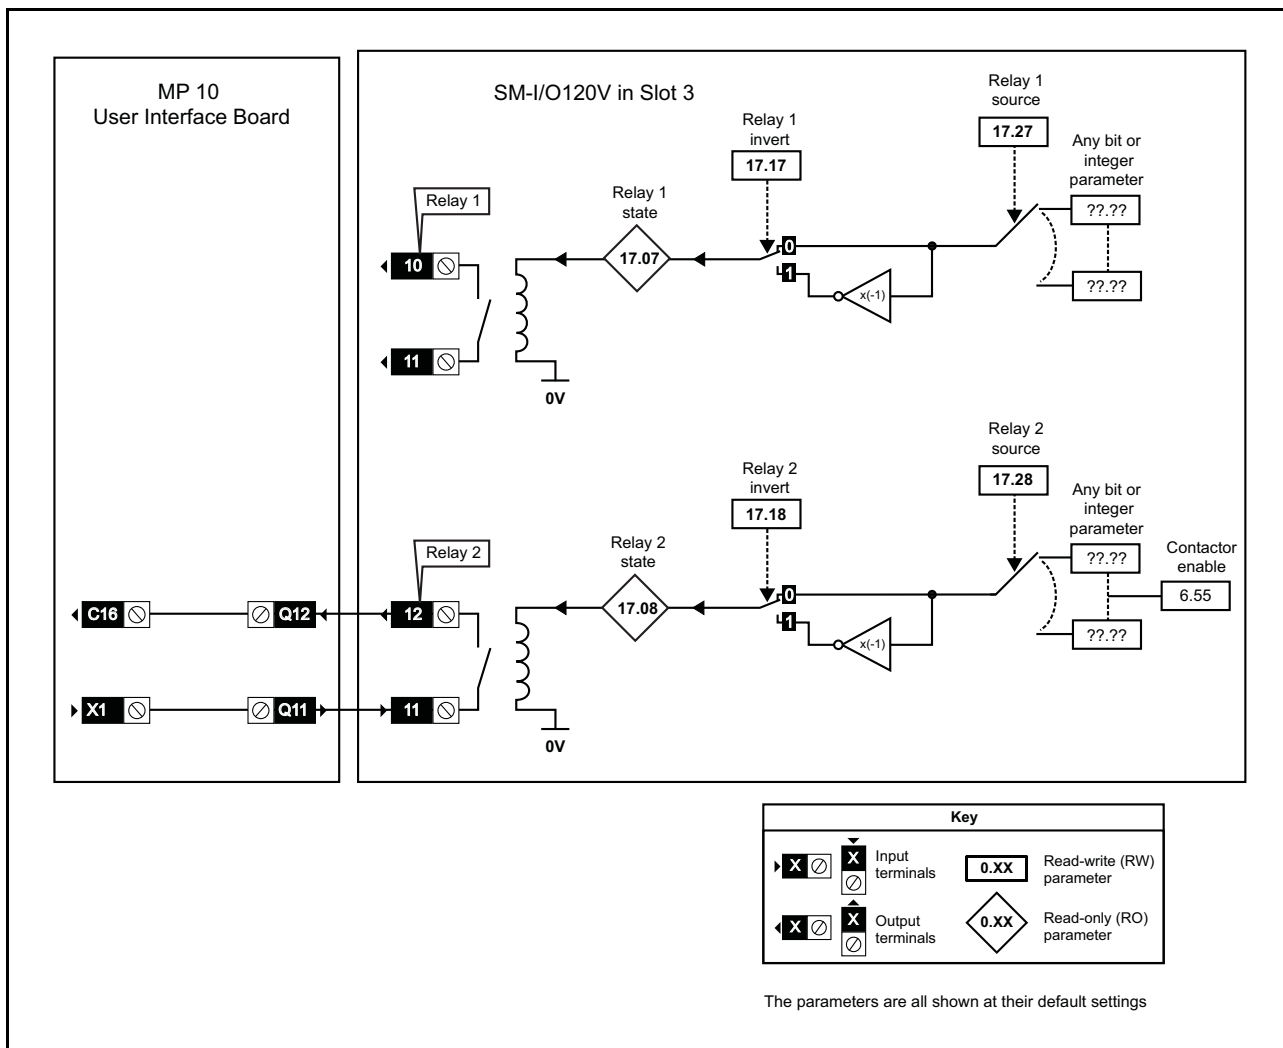 MP 10
User Interface Board
SM-I/O120V in Slot 3
Relay 1
source
17.27
Relay 1
invert
17.17
Any bit or
integer
parameter
??.??
??.??
Relay 1
Relay 1
state
17.07
10
0
1
x(-1)
11
0V
Relay 2
source
17.28
Relay 2
invert
17.18
Any bit or
integer
parameter
??.??
??.??
Contactor
enable
6.55
Relay 2
Relay 2
state
17.08
C16
Q12
12
0
1
x(-1)
X1
Q11
11
0V
Key
X
X
Input
terminals
0.XX
Read-write (RW)
parameter
X
X
Output
terminals
0.XX
Read-only (RO)
parameter
The parameters are all shown at their default settings